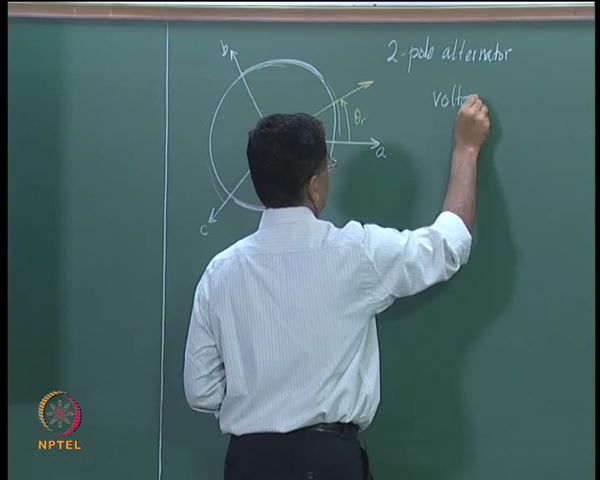 2-pole alternator
volt
b
θr
a
c
NPTEL